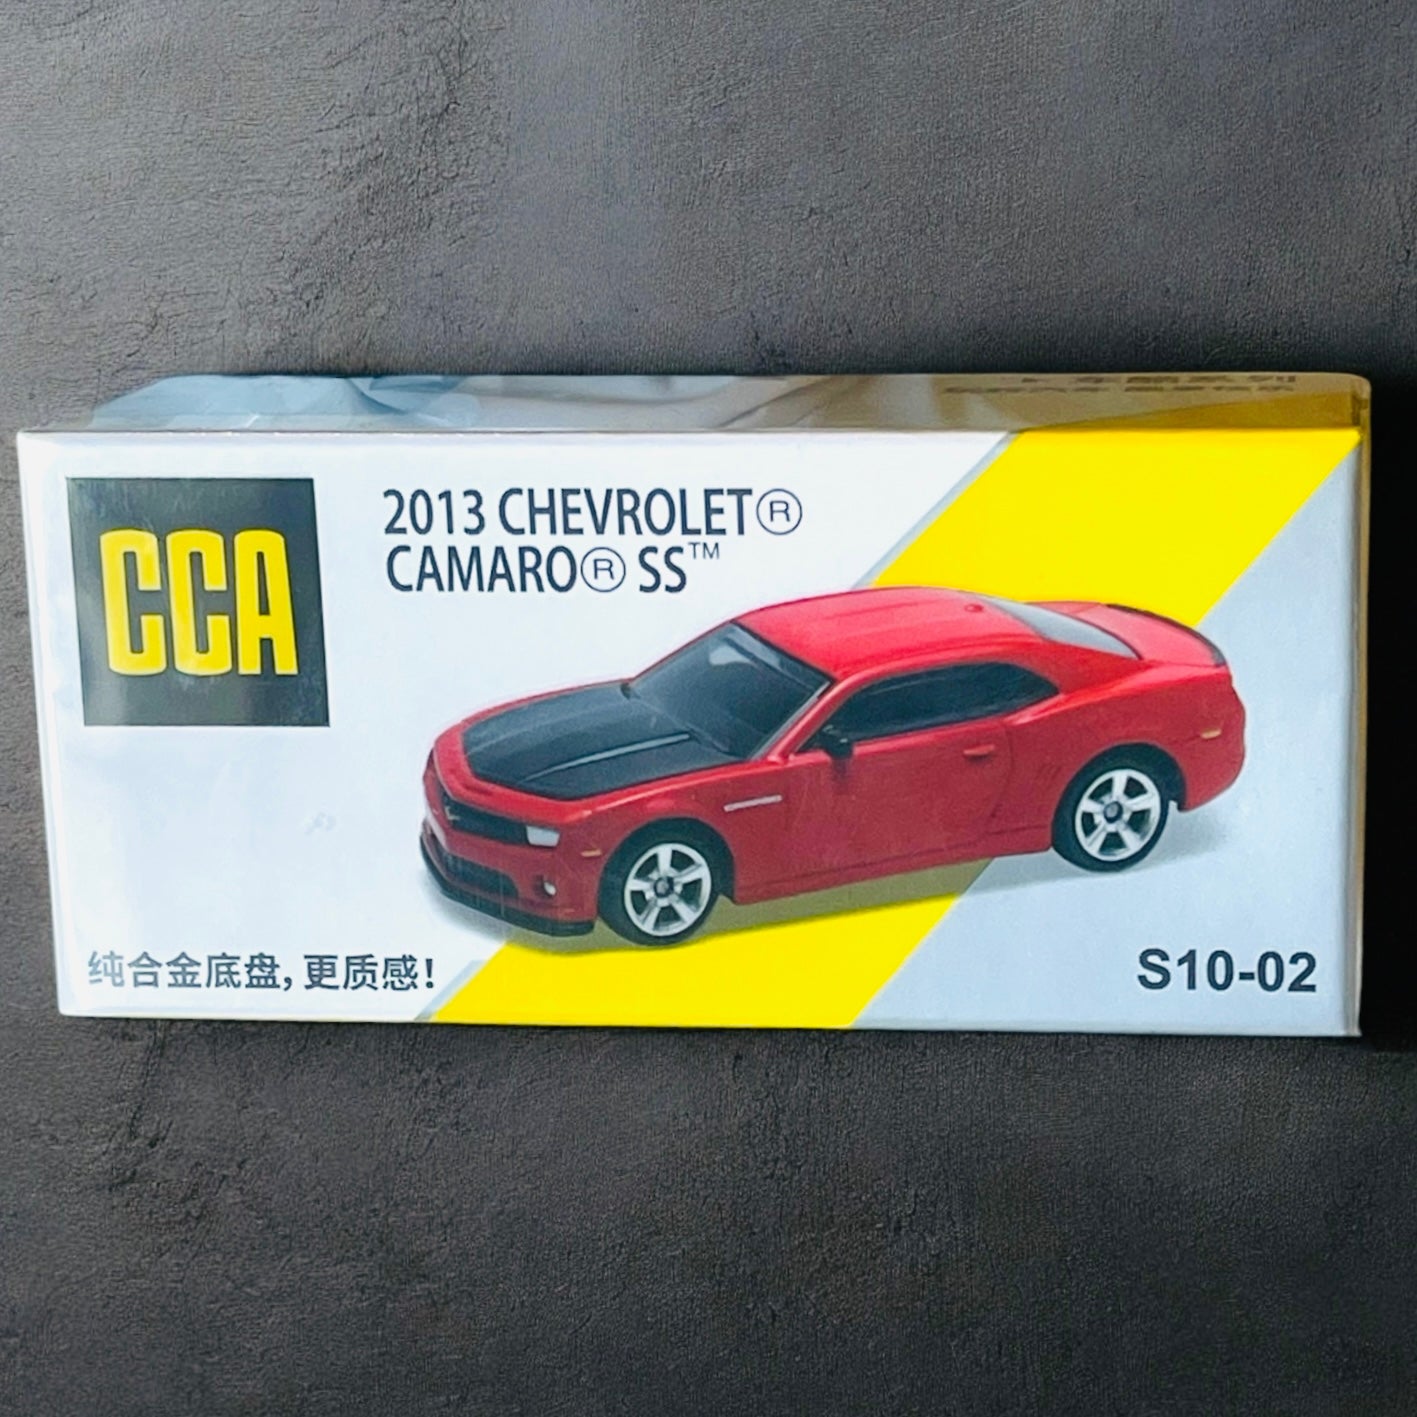 CCA
2013 CHEVROLET®
CAMARO® SS™
纯合金底盘,更质感!
S10-02